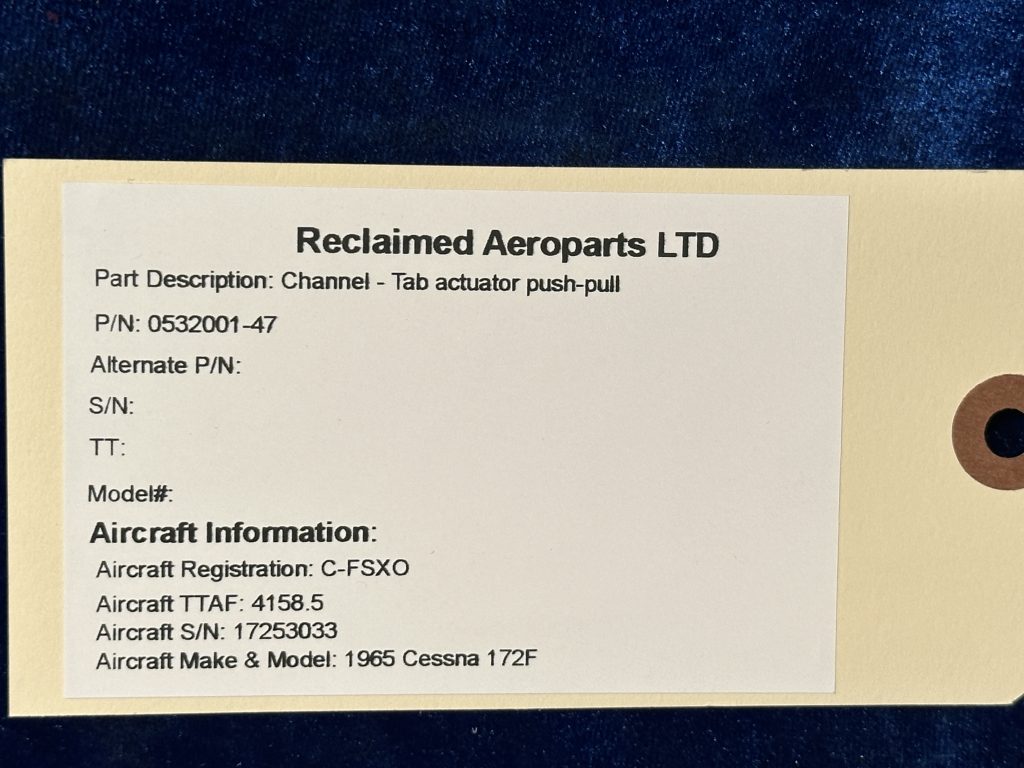 Reclaimed Aeroparts LTD
Part Description: Channel - Tab actuator push-pull
P/N: 0532001-47
Alternate P/N:
S/N:
TT:
Model#:
Aircraft Information:
Aircraft Registration: C-FSXO
Aircraft TTAF: 4158.5
Aircraft S/N: 17253033
Aircraft Make & Model: 1965 Cessna 172F